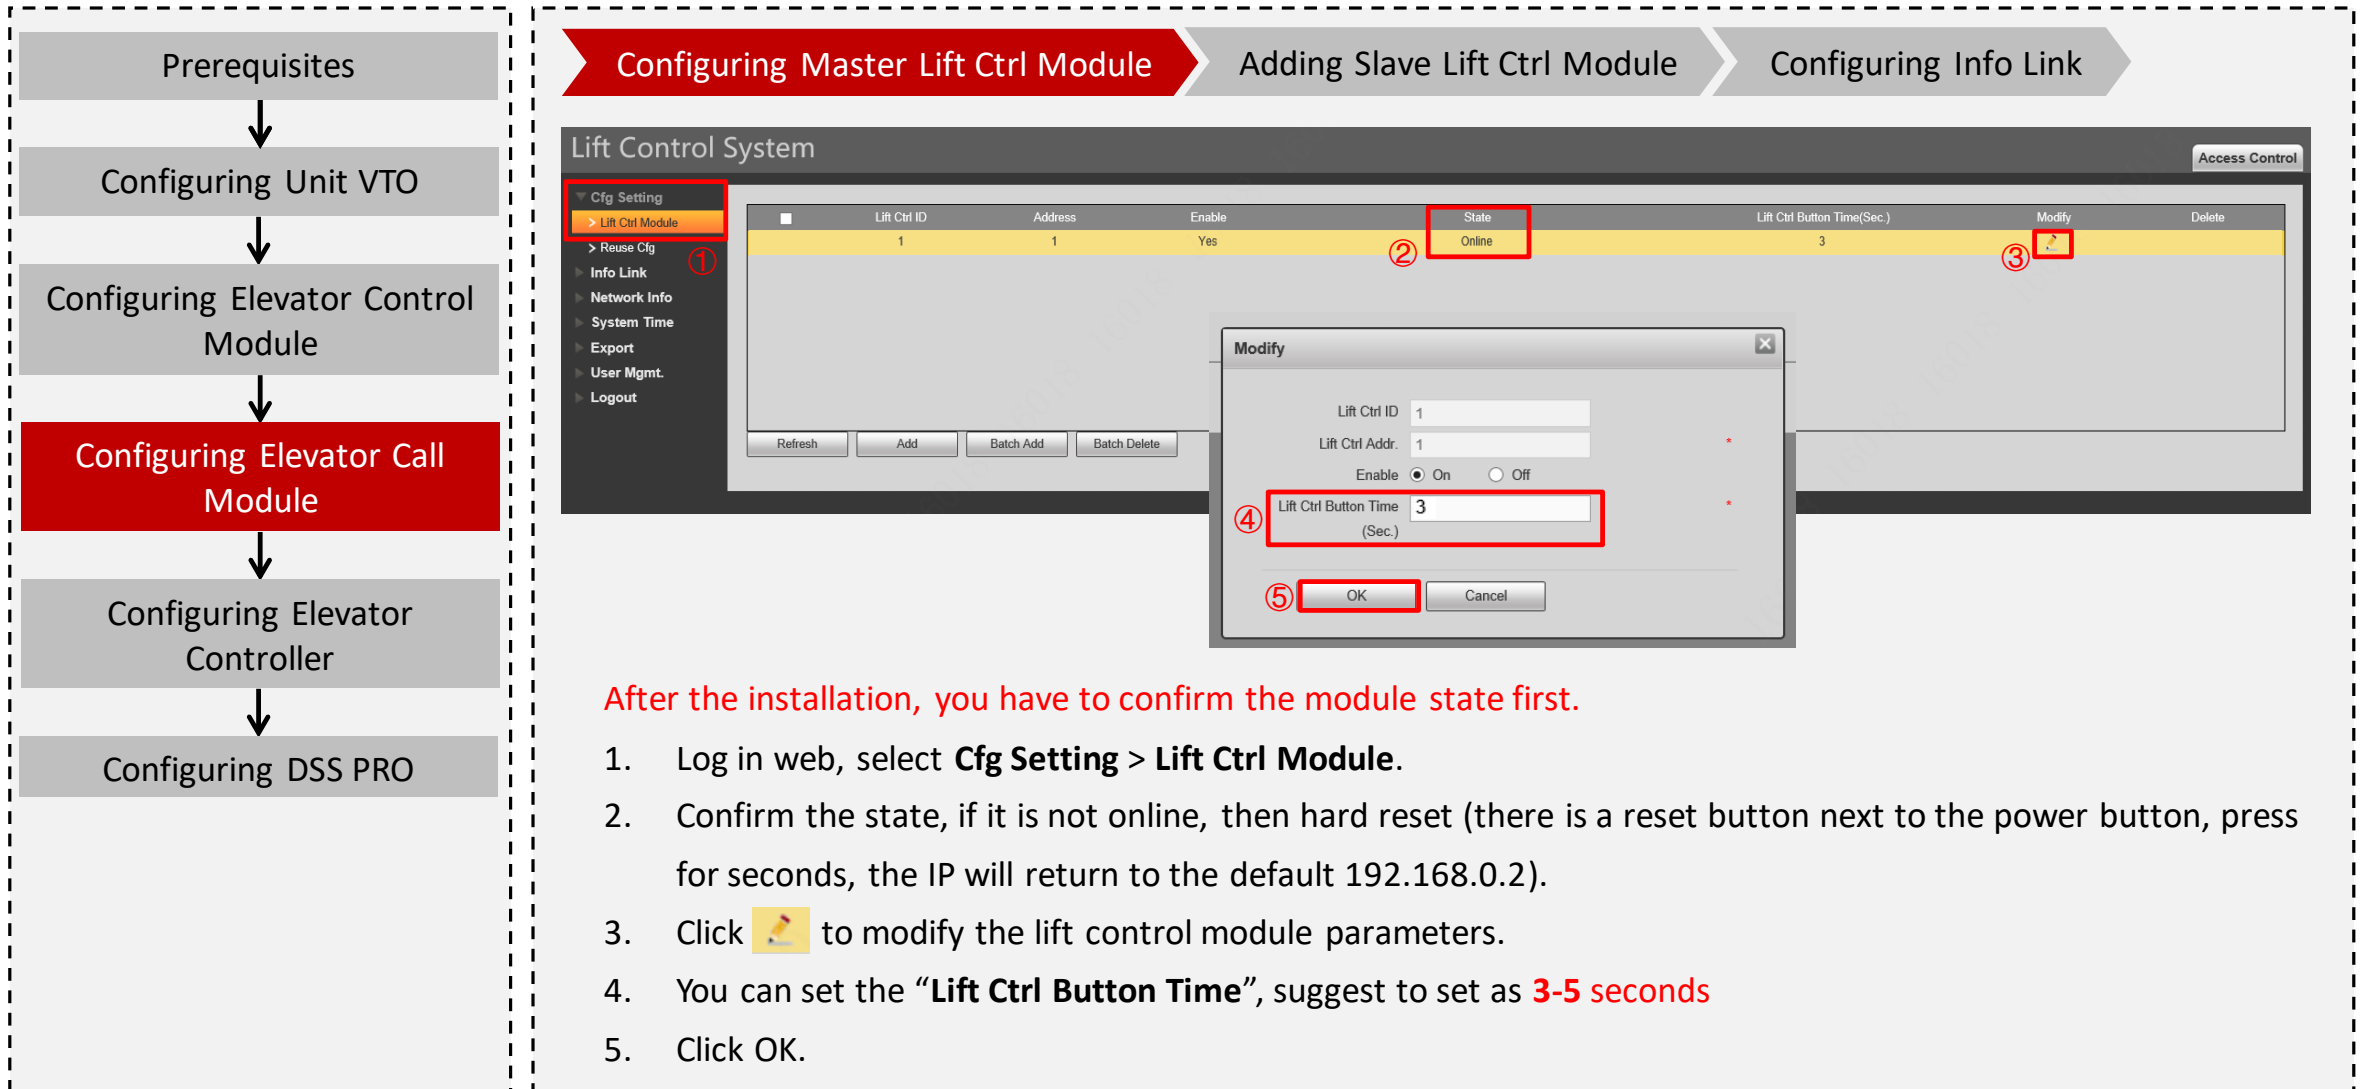 Prerequisites
Configuring Unit VTO
Configuring Elevator Control
Module
Configuring Elevator Call
Module
Configuring Elevator
Controller
Configuring DSS PRO
Configuring Master Lift Ctrl Module
Adding Slave Lift Ctrl Module
Configuring Info Link
Lift Control System
Access Control
Cfg Setting
> Lift Ctrl Module
> Reuse Cfg
Info Link
Network Info
System Time
Export
User Mgmt.
Logout
①
Lift Ctrl ID Address Enable State Lift Ctrl Button Time(Sec.) Modify Delete
1 1 Yes ② Online 3 ③
Refresh Add Batch Add Batch Delete
Modify
Lift Ctrl ID 1
Lift Ctrl Addr. 1 *
Enable On Off
④ Lift Ctrl Button Time 3 *
(Sec.)
⑤ OK Cancel
After the installation, you have to confirm the module state first.
1. Log in web, select Cfg Setting > Lift Ctrl Module.
2. Confirm the state, if it is not online, then hard reset (there is a reset button next to the power button, press
for seconds, the IP will return to the default 192.168.0.2).
3. Click to modify the lift control module parameters.
4. You can set the “Lift Ctrl Button Time”, suggest to set as 3-5 seconds
5. Click OK.